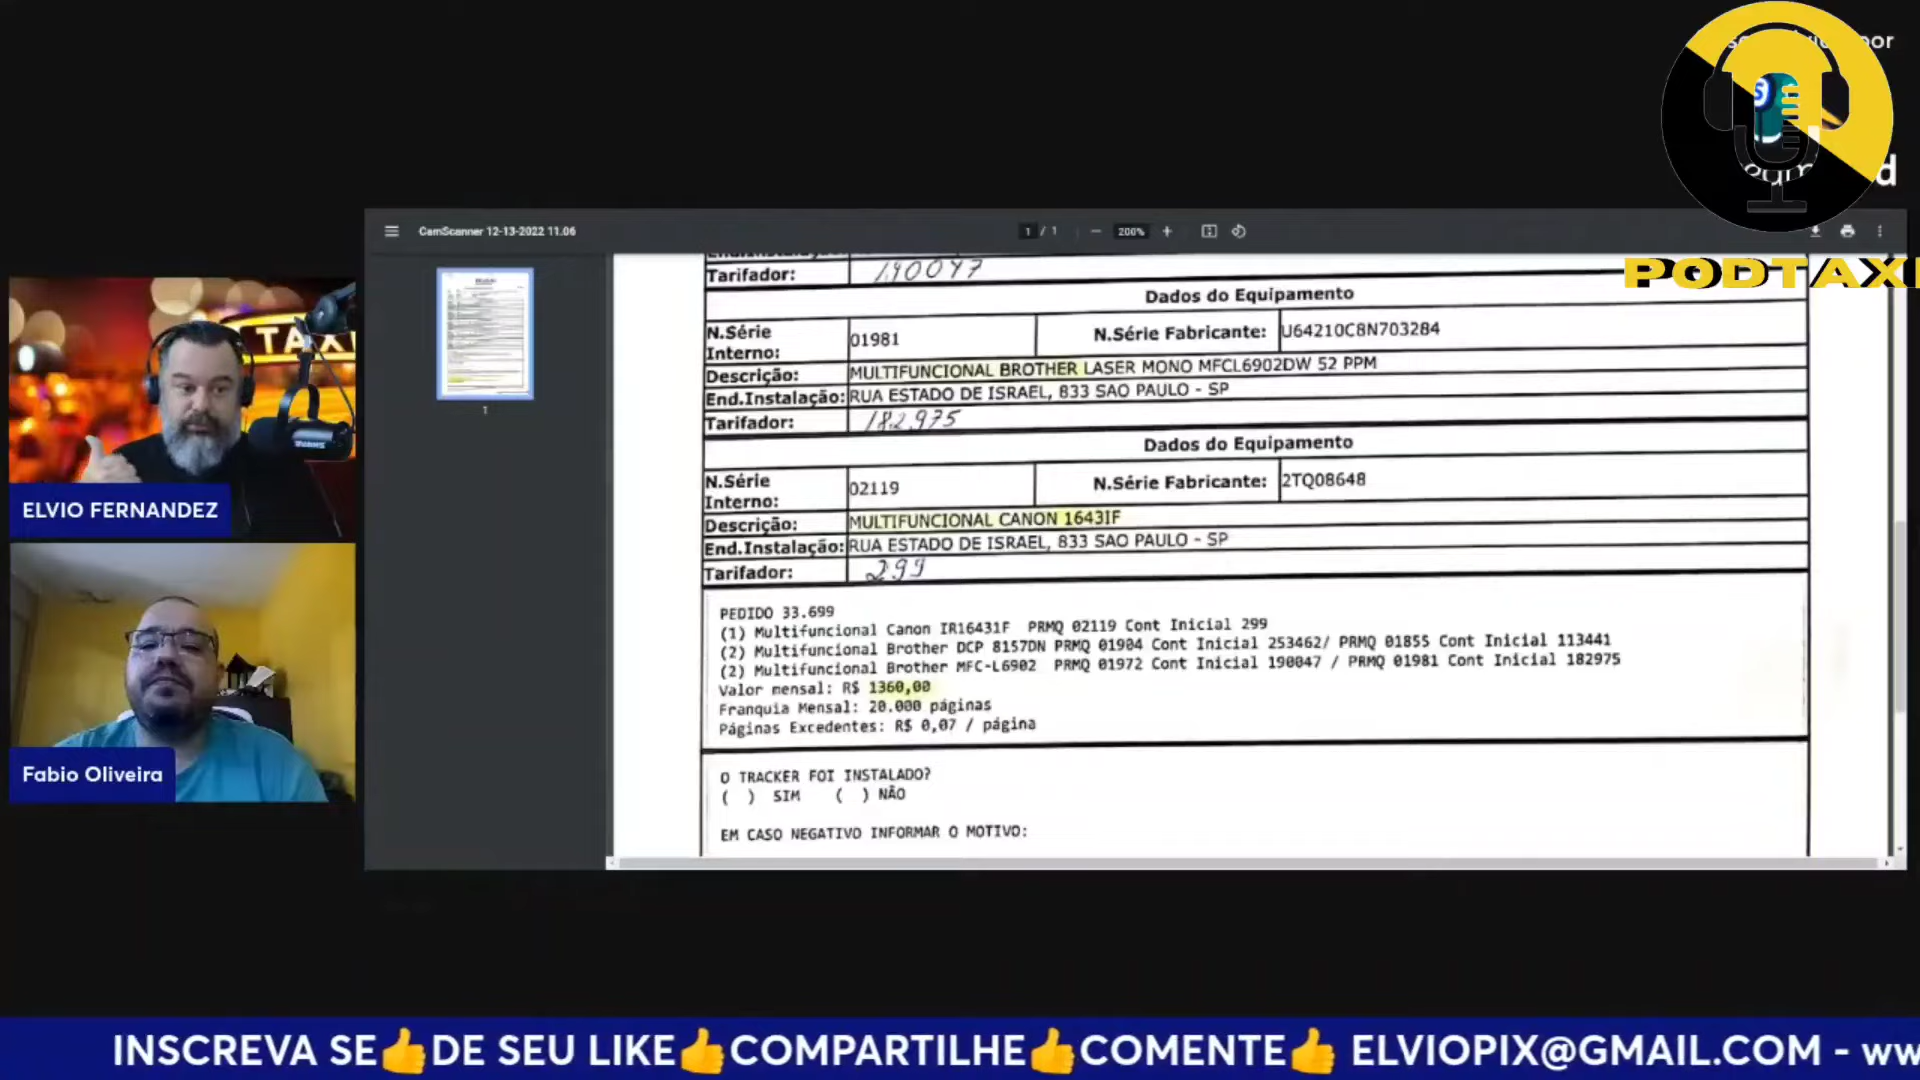 por
d
PODTAXI
CamScanner 12-13-2022 11.06
1 / 1
200%
1
Tarifador: 190047
Dados do Equipamento
N.Série Interno: 01981 N.Série Fabricante: U64210C8N703284
Descrição: MULTIFUNCIONAL BROTHER LASER MONO MFCL6902DW 52 PPM
End.Instalação: RUA ESTADO DE ISRAEL, 833 SAO PAULO - SP
Tarifador: 182975
Dados do Equipamento
N.Série Interno: 02119 N.Série Fabricante: 2TQ08648
Descrição: MULTIFUNCIONAL CANON 1643IF
End.Instalação: RUA ESTADO DE ISRAEL, 833 SAO PAULO - SP
Tarifador: 299
PEDIDO 33.699
(1) Multifuncional Canon IR16431F PRMQ 02119 Cont Inicial 299
(2) Multifuncional Brother DCP 8157DN PRMQ 01904 Cont Inicial 253462/ PRMQ 01855 Cont Inicial 113441
(2) Multifuncional Brother MFC-L6902 PRMQ 01972 Cont Inicial 190047 / PRMQ 01981 Cont Inicial 182975
Valor mensal: R$ 1360,00
Franquia Mensal: 20.000 páginas
Páginas Excedentes: R$ 0,07 / página
O TRACKER FOI INSTALADO?
( ) SIM ( ) NÃO
EM CASO NEGATIVO INFORMAR O MOTIVO:
TAXI
ELVIO FERNANDEZ
Fabio Oliveira
INSCREVA SE👍DE SEU LIKE👍COMPARTILHE👍COMENTE👍 ELVIOPIX@GMAIL.COM - ww